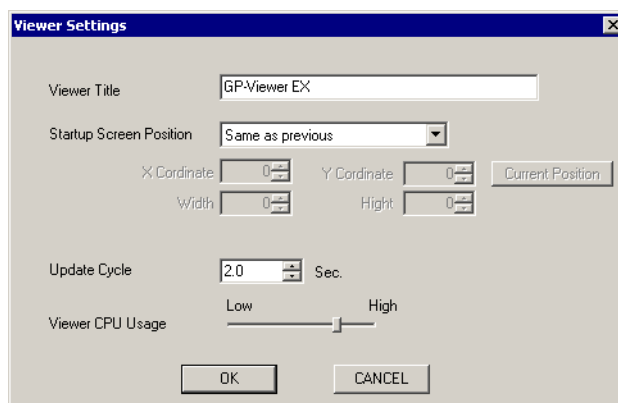 Viewer Settings
Viewer Title GP-Viewer EX
Startup Screen Position Same as previous
X Cordinate 0 Y Cordinate 0 Current Position
Width 0 Hight 0
Update Cycle 2.0 Sec.
Low High
Viewer CPU Usage
OK CANCEL